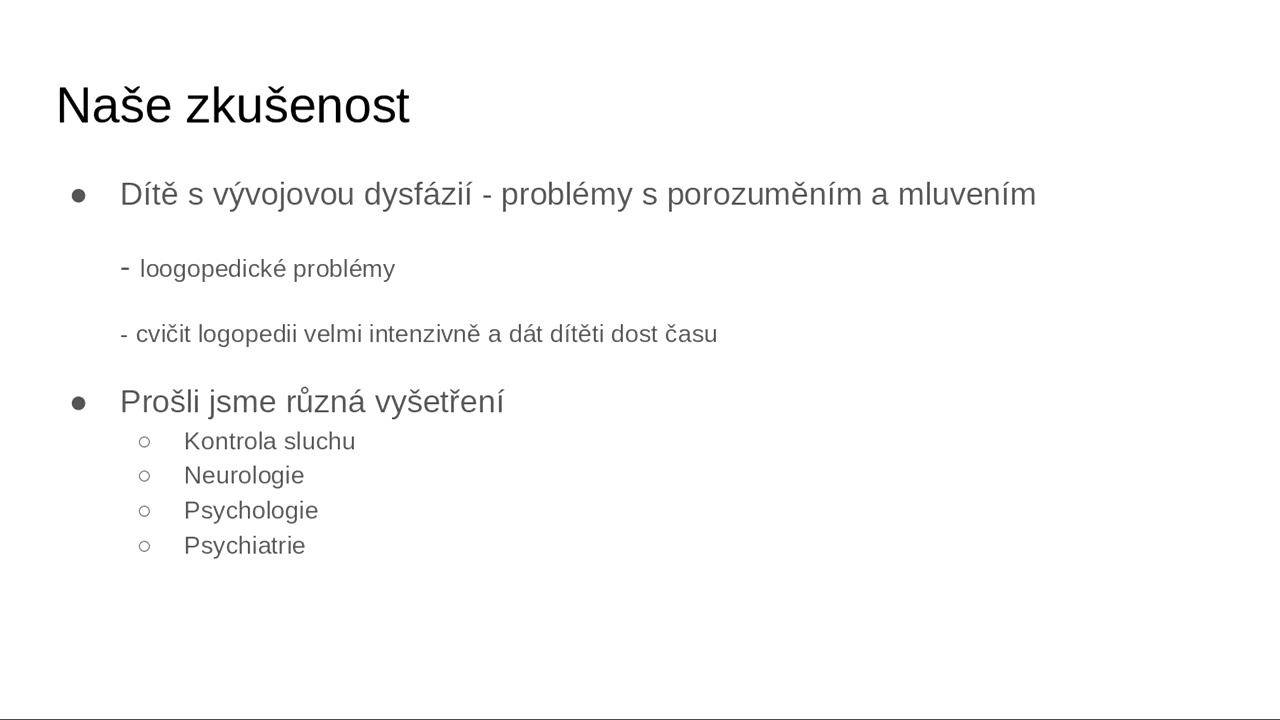 Naše zkušenost
● Dítě s vývojovou dysfázií - problémy s porozuměním a mluvením
- loogopedické problémy
- cvičit logopedii velmi intenzivně a dát dítěti dost času
● Prošli jsme různá vyšetření
○ Kontrola sluchu
○ Neurologie
○ Psychologie
○ Psychiatrie